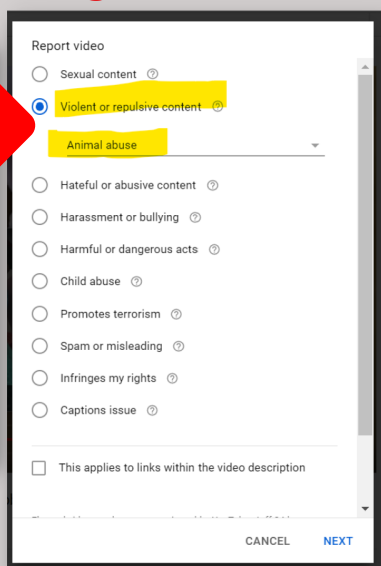 Report video
Sexual content
Violent or repulsive content
Animal abuse
Hateful or abusive content
Harassment or bullying
Harmful or dangerous acts
Child abuse
Promotes terrorism
Spam or misleading
Infringes my rights
Captions issue
This applies to links within the video description
CANCEL NEXT